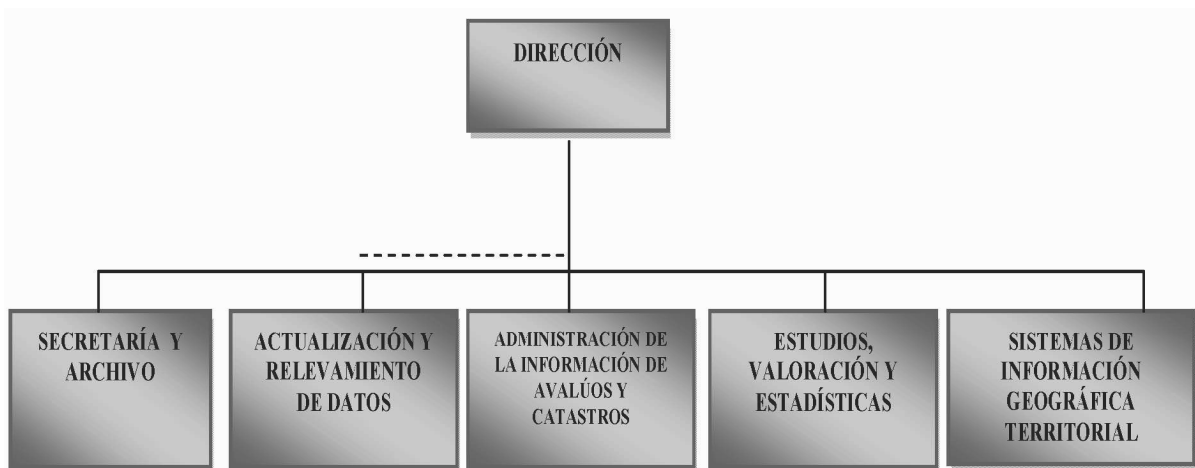 DIRECCIÓN
SECRETARÍA Y
ARCHIVO
ACTUALIZACIÓN Y
RELEVAMIENTO
DE DATOS
ADMINISTRACIÓN DE
LA INFORMACIÓN DE
AVALÚOS Y
CATASTROS
ESTUDIOS,
VALORACIÓN Y
ESTADÍSTICAS
SISTEMAS DE
INFORMACIÓN
GEOGRÁFICA
TERRITORIAL